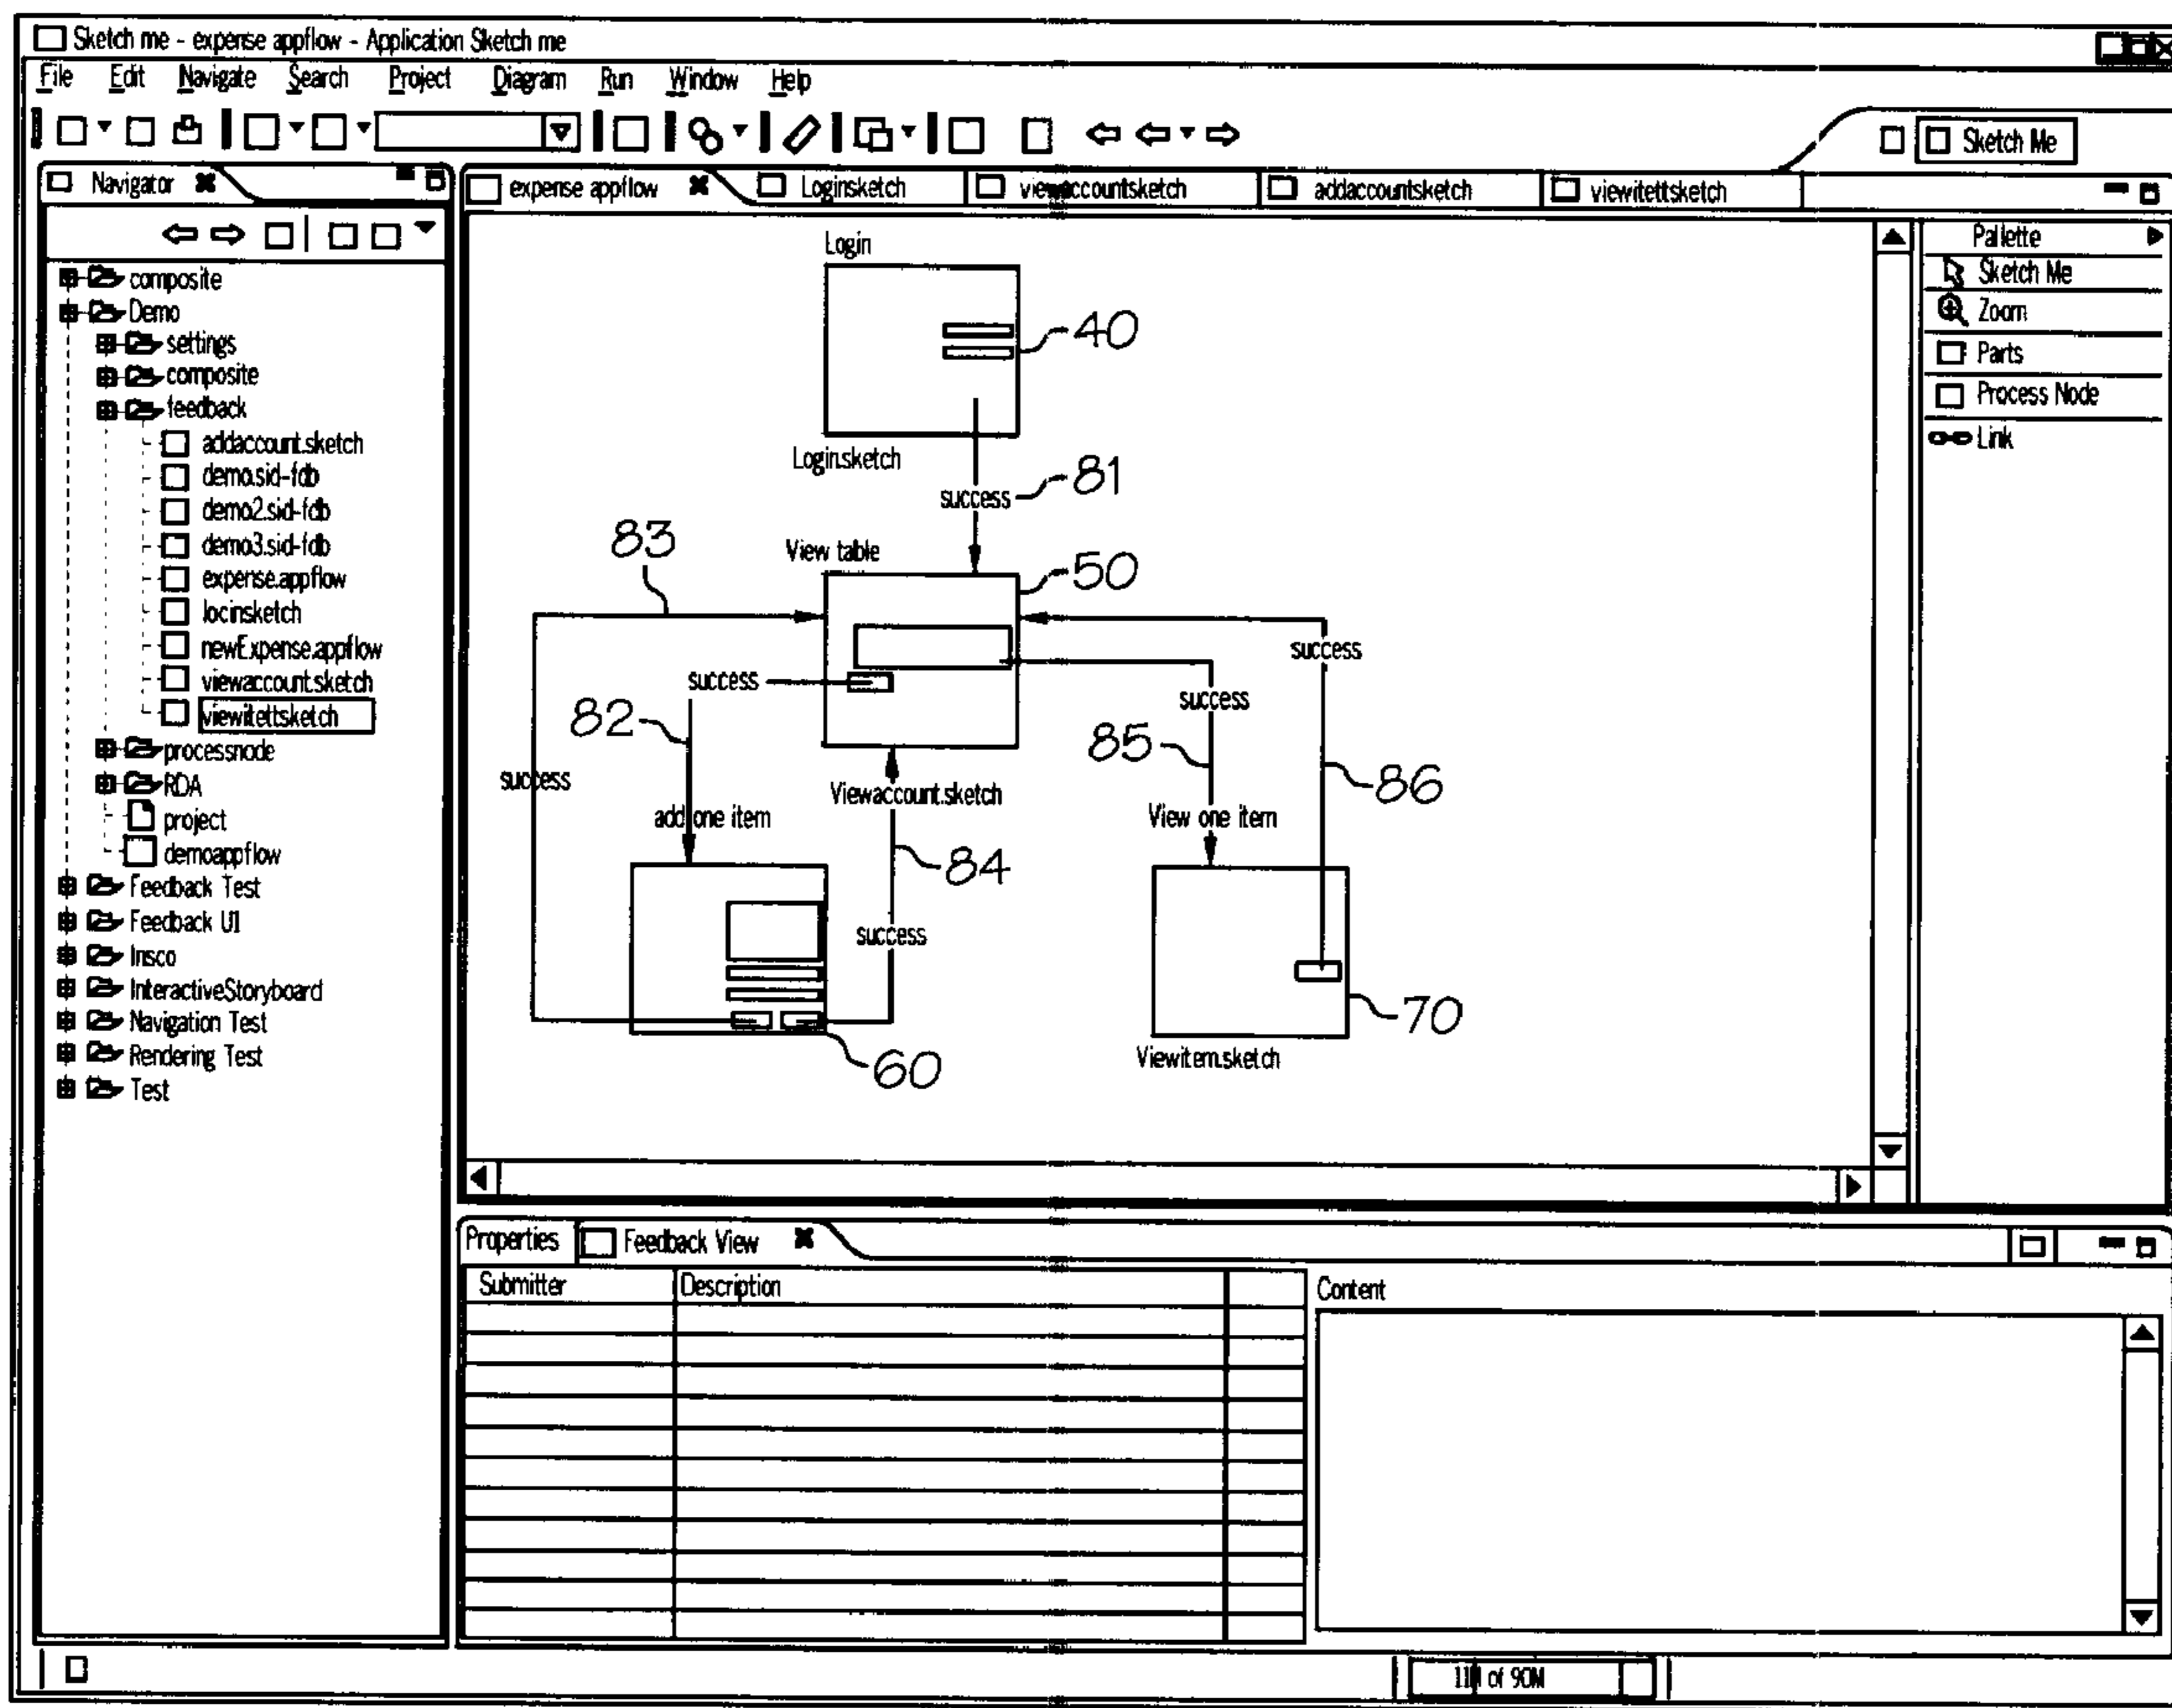 Sketch me - expense appflow - Application Sketch me
File Edit Navigate Search Project Diagram Run Window Help
Sketch Me
Navigator
expense appflow
Loginsketch
viewaccountsketch
addaccountsketch
viewitettsketch
composite
Demo
settings
composite
feedback
addaccount.sketch
demo.sid-fdb
demo2.sid-fdb
demo3.sid-fdb
expense.appflow
locinsketch
newExpense.appflow
viewaccount.sketch
viewitettsketch
processnode
RDA
project
demoappflow
Feedback Test
Feedback UI
Insco
InteractiveStoryboard
Navigation Test
Rendering Test
Test
Login
40
Login.sketch
success
81
83
View table
50
success
success
success
82
85
success
86
Viewaccount.sketch
add one item
View one item
84
success
70
60
Viewitem.sketch
Pallette
Sketch Me
Zoom
Parts
Process Node
Link
Properties
Feedback View
Submitter
Description
Content
of 90M